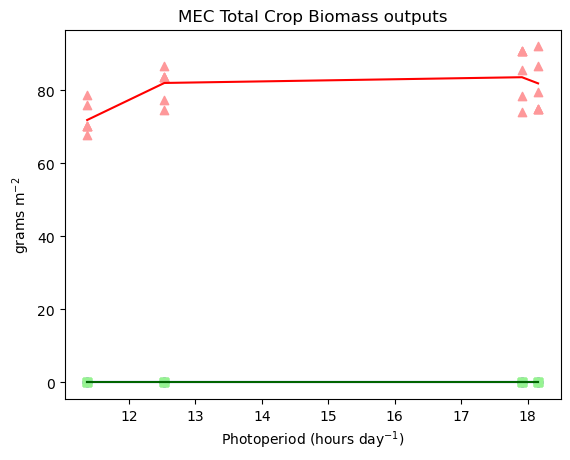 MEC Total Crop Biomass outputs
80
60
40
20
0
grams m⁻²
12 13 14 15 16 17 18
Photoperiod (hours day⁻¹)